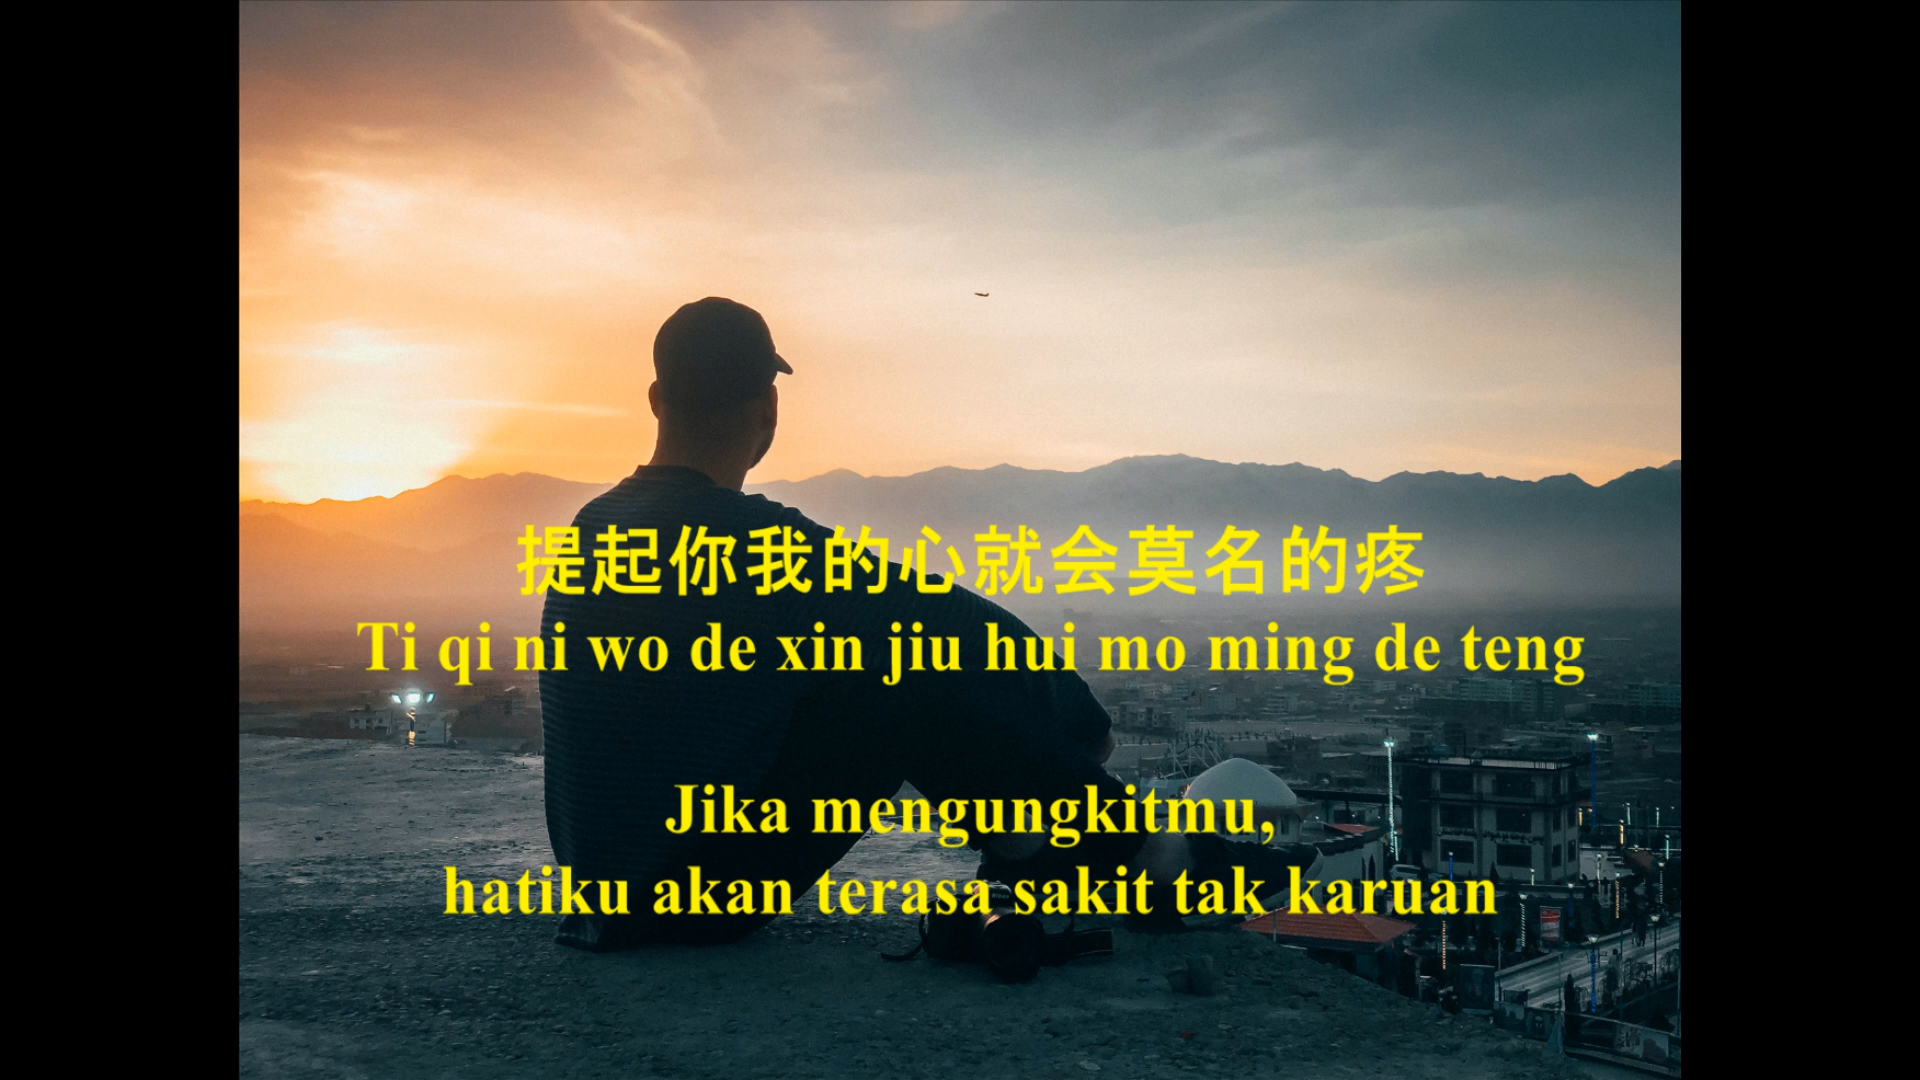 提起你我的心就会莫名的疼
Ti qi ni wo de xin jiu hui mo ming de teng
Jika mengungkitmu,
hatiku akan terasa sakit tak karuan